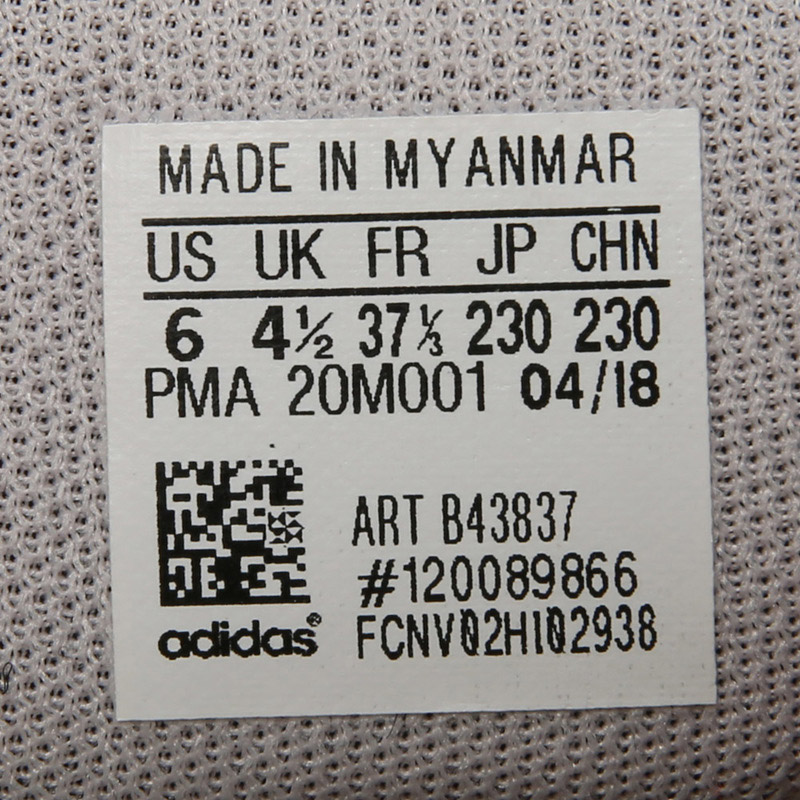 MADE IN MYANMAR
US UK FR JP CHN
6 4½ 37⅓ 230 230
PMA 20M001 04/18
ART B43837
#120089866
adidas® FCNV02HI02938